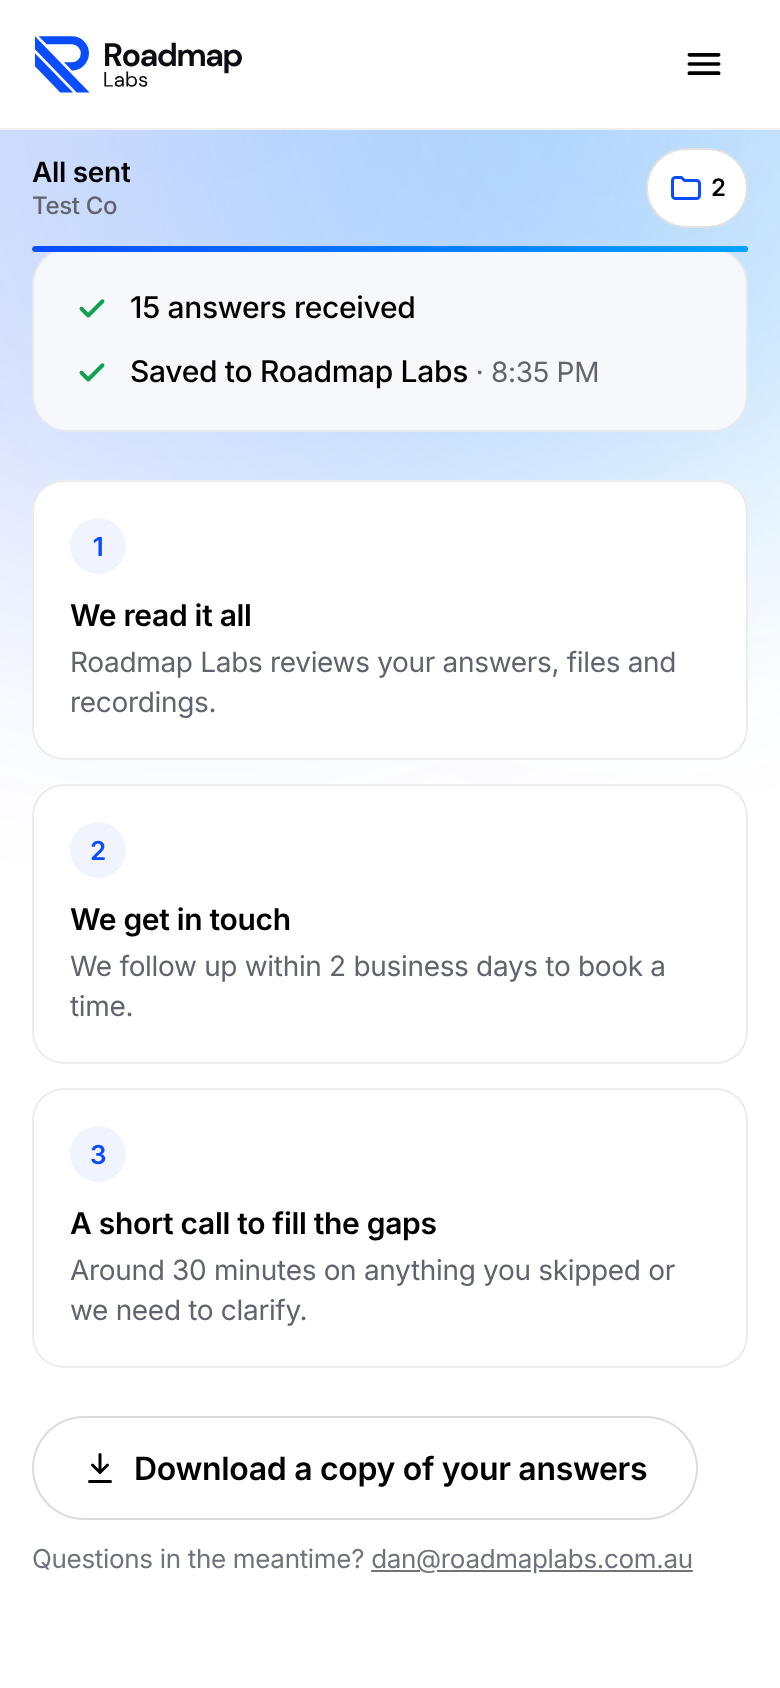 Roadmap
Labs
All sent
Test Co
2
15 answers received
Saved to Roadmap Labs · 8:35 PM
1
We read it all
Roadmap Labs reviews your answers, files and
recordings.
2
We get in touch
We follow up within 2 business days to book a
time.
3
A short call to fill the gaps
Around 30 minutes on anything you skipped or
we need to clarify.
Download a copy of your answers
Questions in the meantime? dan@roadmaplabs.com.au